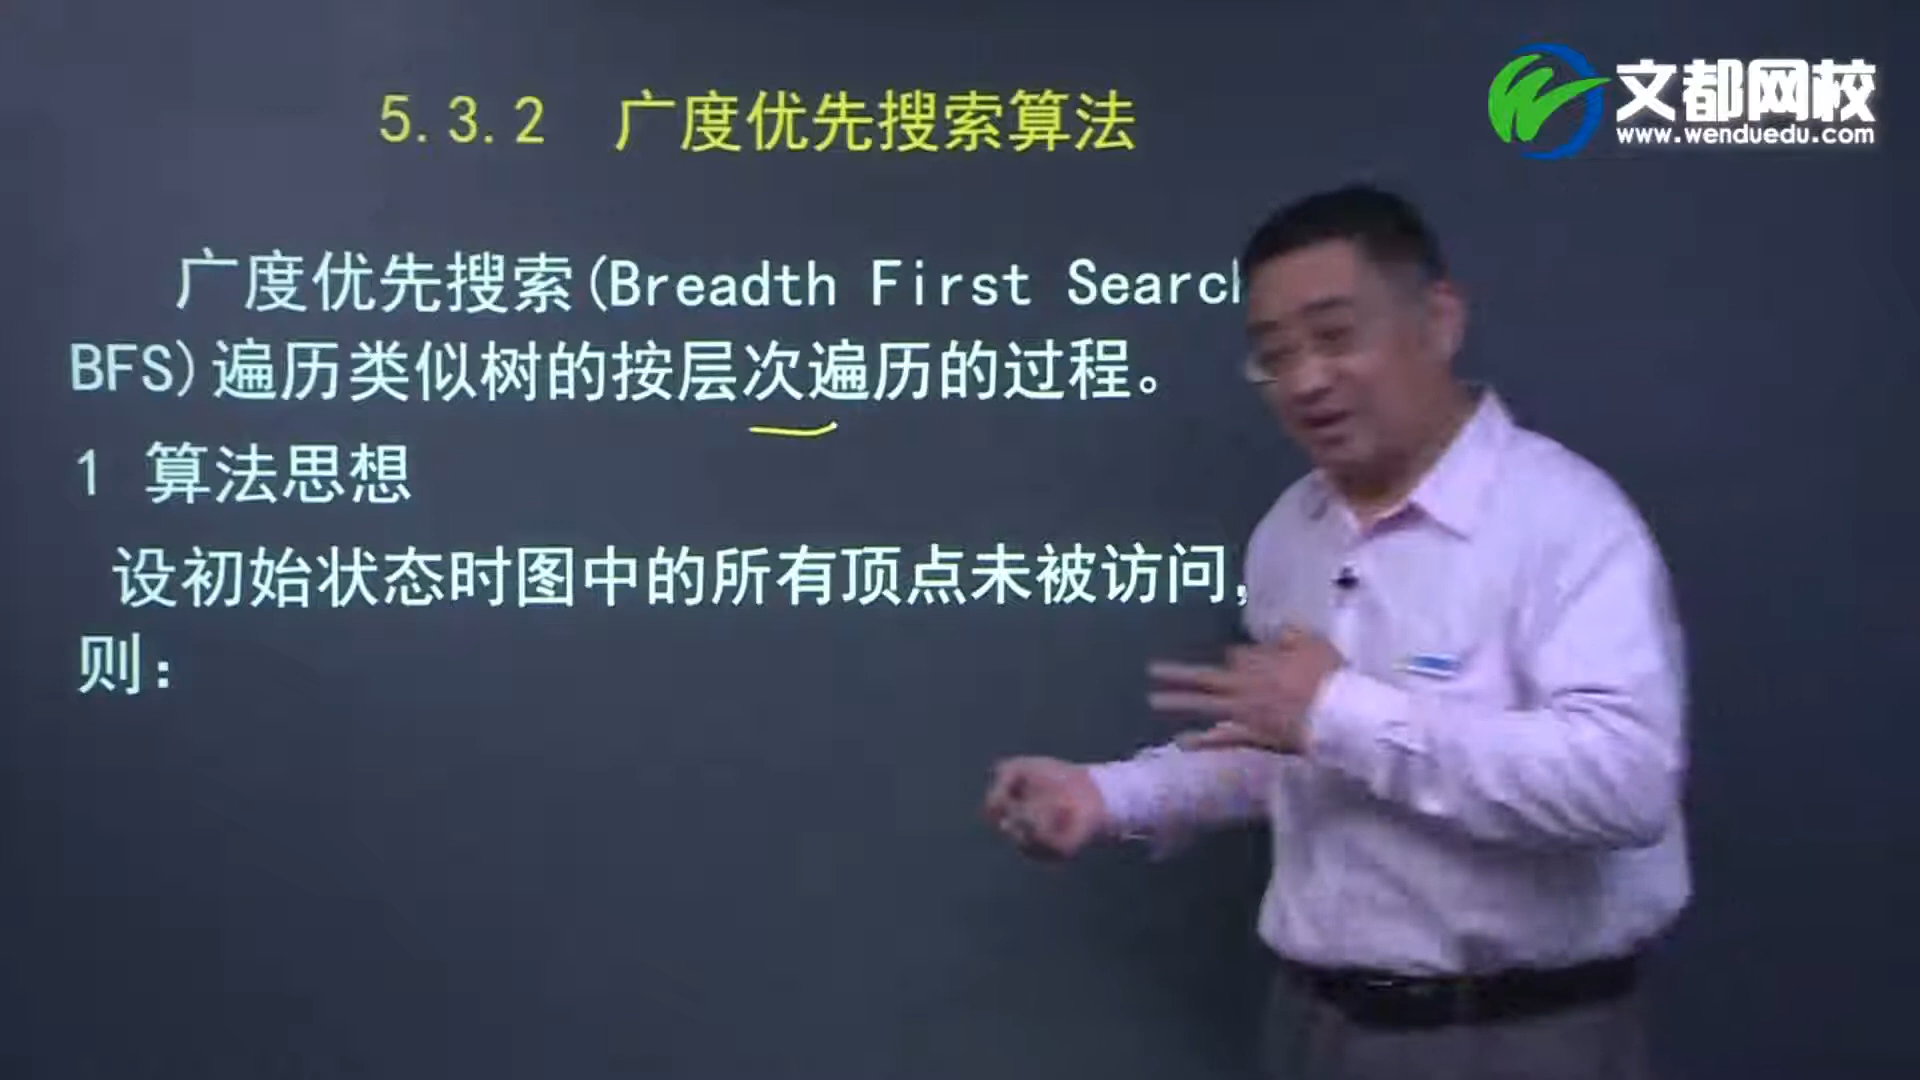 文都网校
www.wenduedu.com
5.3.2 广度优先搜索算法
广度优先搜索(Breadth First Search
BFS)遍历类似树的按层次遍历的过程。
1 算法思想
设初始状态时图中的所有顶点未被访问,
则: